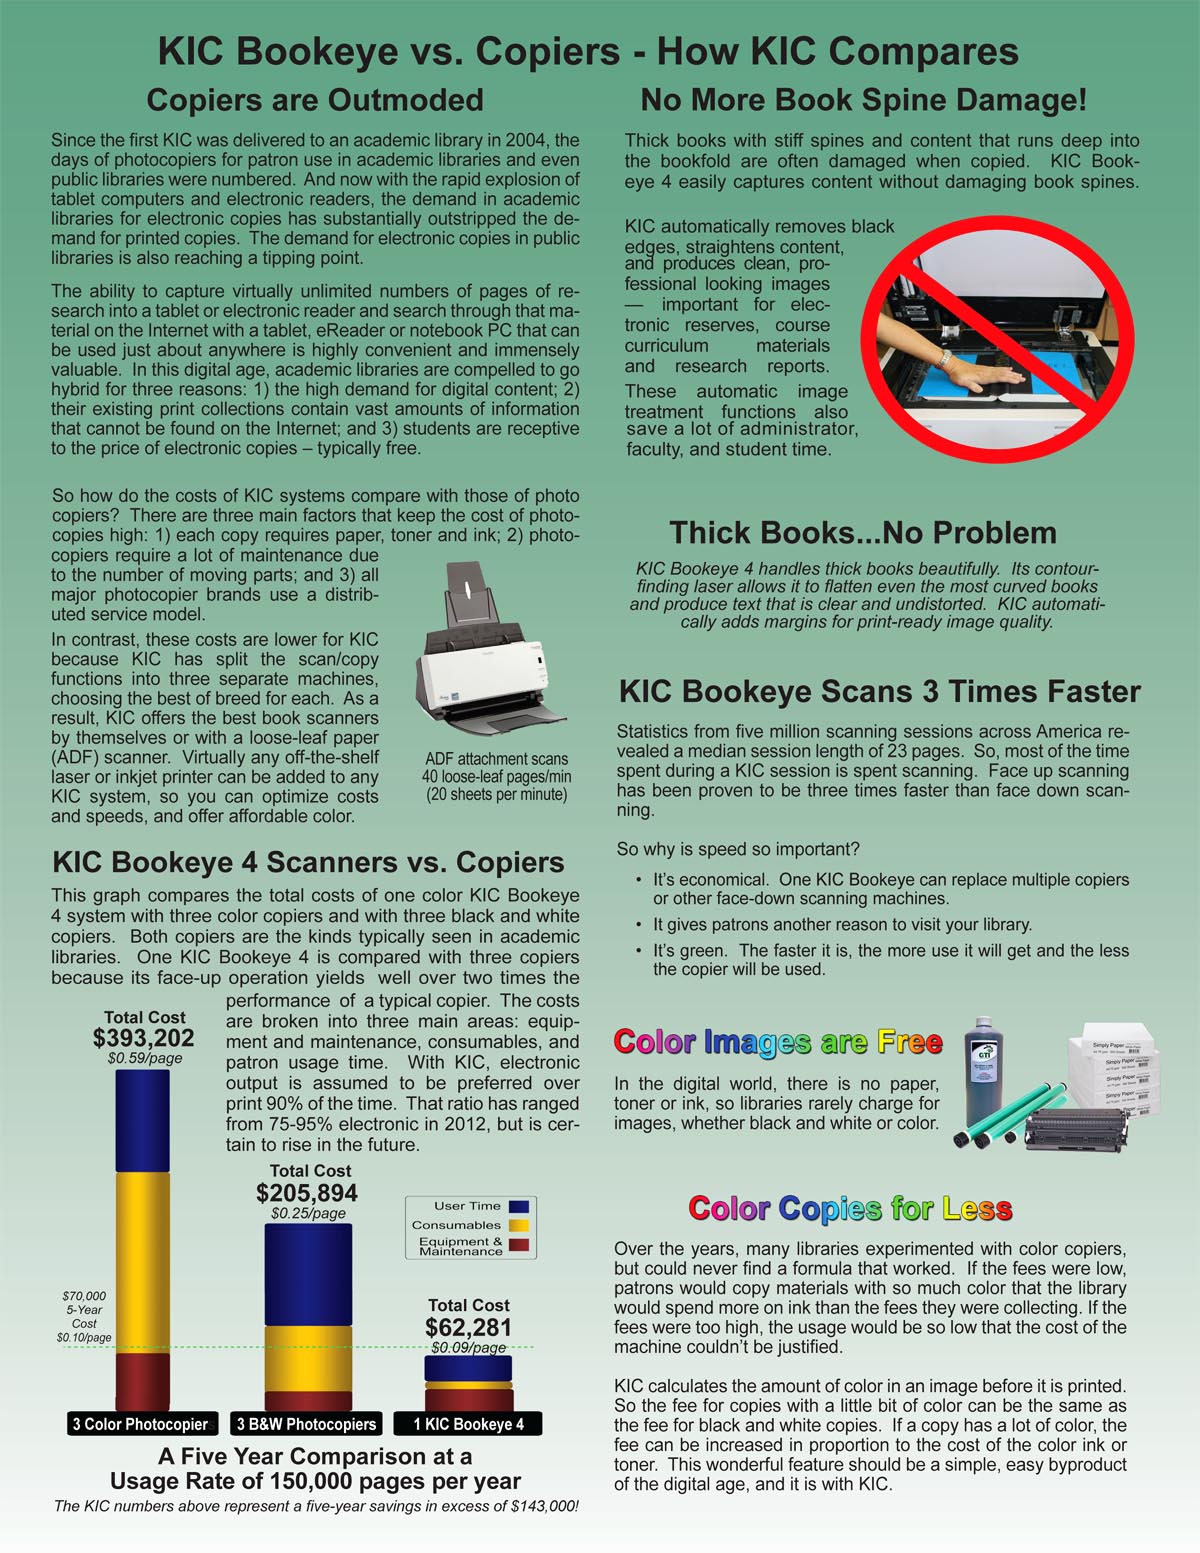 KIC Bookeye vs. Copiers - How KIC Compares
Copiers are Outmoded
Since the first KIC was delivered to an academic library in 2004, the
days of photocopiers for patron use in academic libraries and even
public libraries were numbered. And now with the rapid explosion of
tablet computers and electronic readers, the demand in academic
libraries for electronic copies has substantially outstripped the de-
mand for printed copies. The demand for electronic copies in public
libraries is also reaching a tipping point.
The ability to capture virtually unlimited numbers of pages of re-
search into a tablet or electronic reader and search through that ma-
terial on the Internet with a tablet, eReader or notebook PC that can
be used just about anywhere is highly convenient and immensely
valuable. In this digital age, academic libraries are compelled to go
hybrid for three reasons: 1) the high demand for digital content; 2)
their existing print collections contain vast amounts of information
that cannot be found on the Internet; and 3) students are receptive
to the price of electronic copies – typically free.
So how do the costs of KIC systems compare with those of photo
copiers? There are three main factors that keep the cost of photo-
copies high: 1) each copy requires paper, toner and ink; 2) photo-
copiers require a lot of maintenance due
to the number of moving parts; and 3) all
major photocopier brands use a distrib-
uted service model.
In contrast, these costs are lower for KIC
because KIC has split the scan/copy
functions into three separate machines,
choosing the best of breed for each. As a
result, KIC offers the best book scanners
by themselves or with a loose-leaf paper
(ADF) scanner. Virtually any off-the-shelf
laser or inkjet printer can be added to any
KIC system, so you can optimize costs
and speeds, and offer affordable color.
ADF attachment scans
40 loose-leaf pages/min
(20 sheets per minute)
KIC Bookeye 4 Scanners vs. Copiers
This graph compares the total costs of one color KIC Bookeye
4 system with three color copiers and with three black and white
copiers. Both copiers are the kinds typically seen in academic
libraries. One KIC Bookeye 4 is compared with three copiers
because its face-up operation yields well over two times the
performance of a typical copier. The costs
are broken into three main areas: equip-
ment and maintenance, consumables, and
patron usage time. With KIC, electronic
output is assumed to be preferred over
print 90% of the time. That ratio has ranged
from 75-95% electronic in 2012, but is cer-
tain to rise in the future.
Total Cost
$393,202
$0.59/page
Total Cost
$205,894
$0.25/page
User Time
Consumables
Equipment &
Maintenance
$70,000
5-Year
Cost
$0.10/page
Total Cost
$62,281
$0.09/page
3 Color Photocopiers
3 B&W Photocopiers
1 KIC Bookeye 4
A Five Year Comparison at a
Usage Rate of 150,000 pages per year
The KIC numbers above represent a five-year savings in excess of $143,000!
No More Book Spine Damage!
Thick books with stiff spines and content that runs deep into
the bookfold are often damaged when copied. KIC Book-
eye 4 easily captures content without damaging book spines.
KIC automatically removes black
edges, straightens content,
and produces clean, pro-
fessional looking images
— important for elec-
tronic reserves, course
curriculum materials
and research reports.
These automatic image
treatment functions also
save a lot of administrator,
faculty, and student time.
Thick Books...No Problem
KIC Bookeye 4 handles thick books beautifully. Its contour-
finding laser allows it to flatten even the most curved books
and produce text that is clear and undistorted. KIC automati-
cally adds margins for print-ready image quality.
KIC Bookeye Scans 3 Times Faster
Statistics from five million scanning sessions across America re-
vealed a median session length of 23 pages. So, most of the time
spent during a KIC session is spent scanning. Face up scanning
has been proven to be three times faster than face down scan-
ning.
So why is speed so important?
• It's economical. One KIC Bookeye can replace multiple copiers
or other face-down scanning machines.
• It gives patrons another reason to visit your library.
• It's green. The faster it is, the more use it will get and the less
the copier will be used.
Color Images are Free
In the digital world, there is no paper,
toner or ink, so libraries rarely charge for
images, whether black and white or color.
GTI
Simply Paper
Simply Paper
Simply Paper
Simply Paper
Color Copies for Less
Over the years, many libraries experimented with color copiers,
but could never find a formula that worked. If the fees were low,
patrons would copy materials with so much color that the library
would spend more on ink than the fees they were collecting. If the
fees were too high, the usage would be so low that the cost of the
machine couldn't be justified.
KIC calculates the amount of color in an image before it is printed.
So the fee for copies with a little bit of color can be the same as
the fee for black and white copies. If a copy has a lot of color, the
fee can be increased in proportion to the cost of the color ink or
toner. This wonderful feature should be a simple, easy byproduct
of the digital age, and it is with KIC.